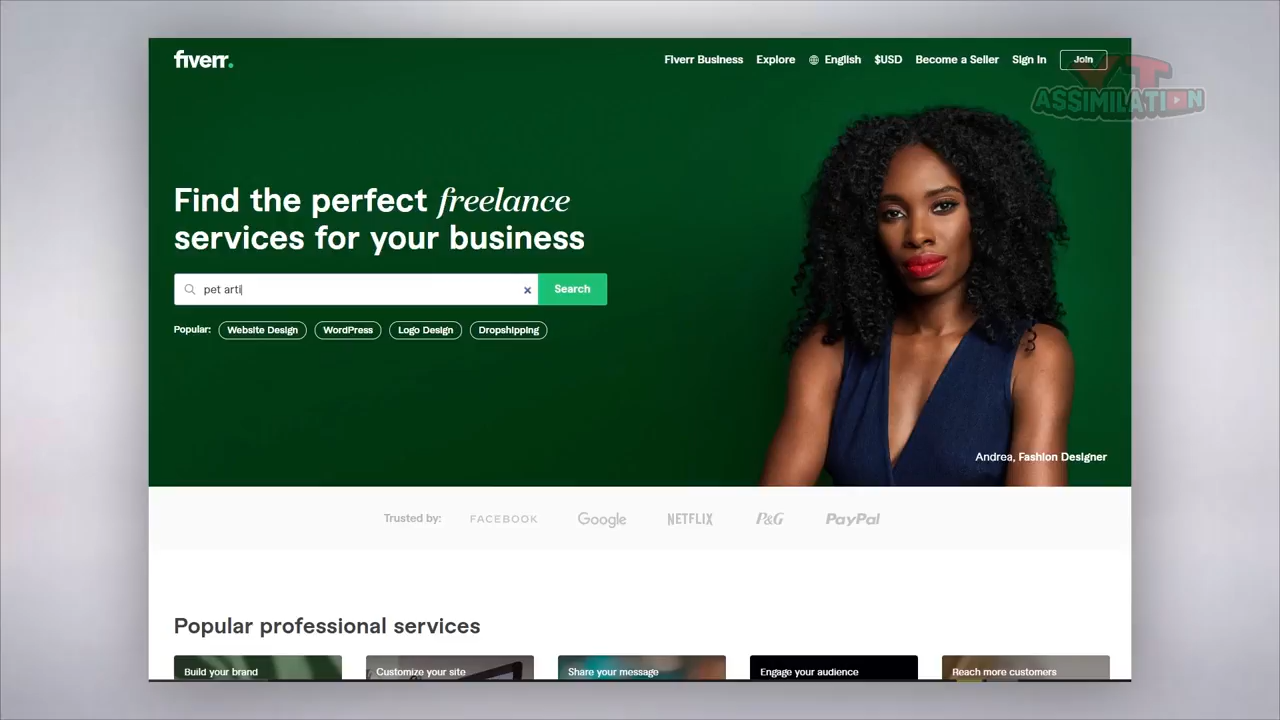 fiverr.
Fiverr Business Explore English $USD Become a Seller Sign In Join
YT
ASSIMILATION
Find the perfect freelance
services for your business
pet arti
x Search
Popular: Website Design WordPress Logo Design Dropshipping
Andrea, Fashion Designer
Trusted by: FACEBOOK Google NETFLIX P&G PayPal
Popular professional services
Build your brand Customize your site Share your message Engage your audience Reach more customers